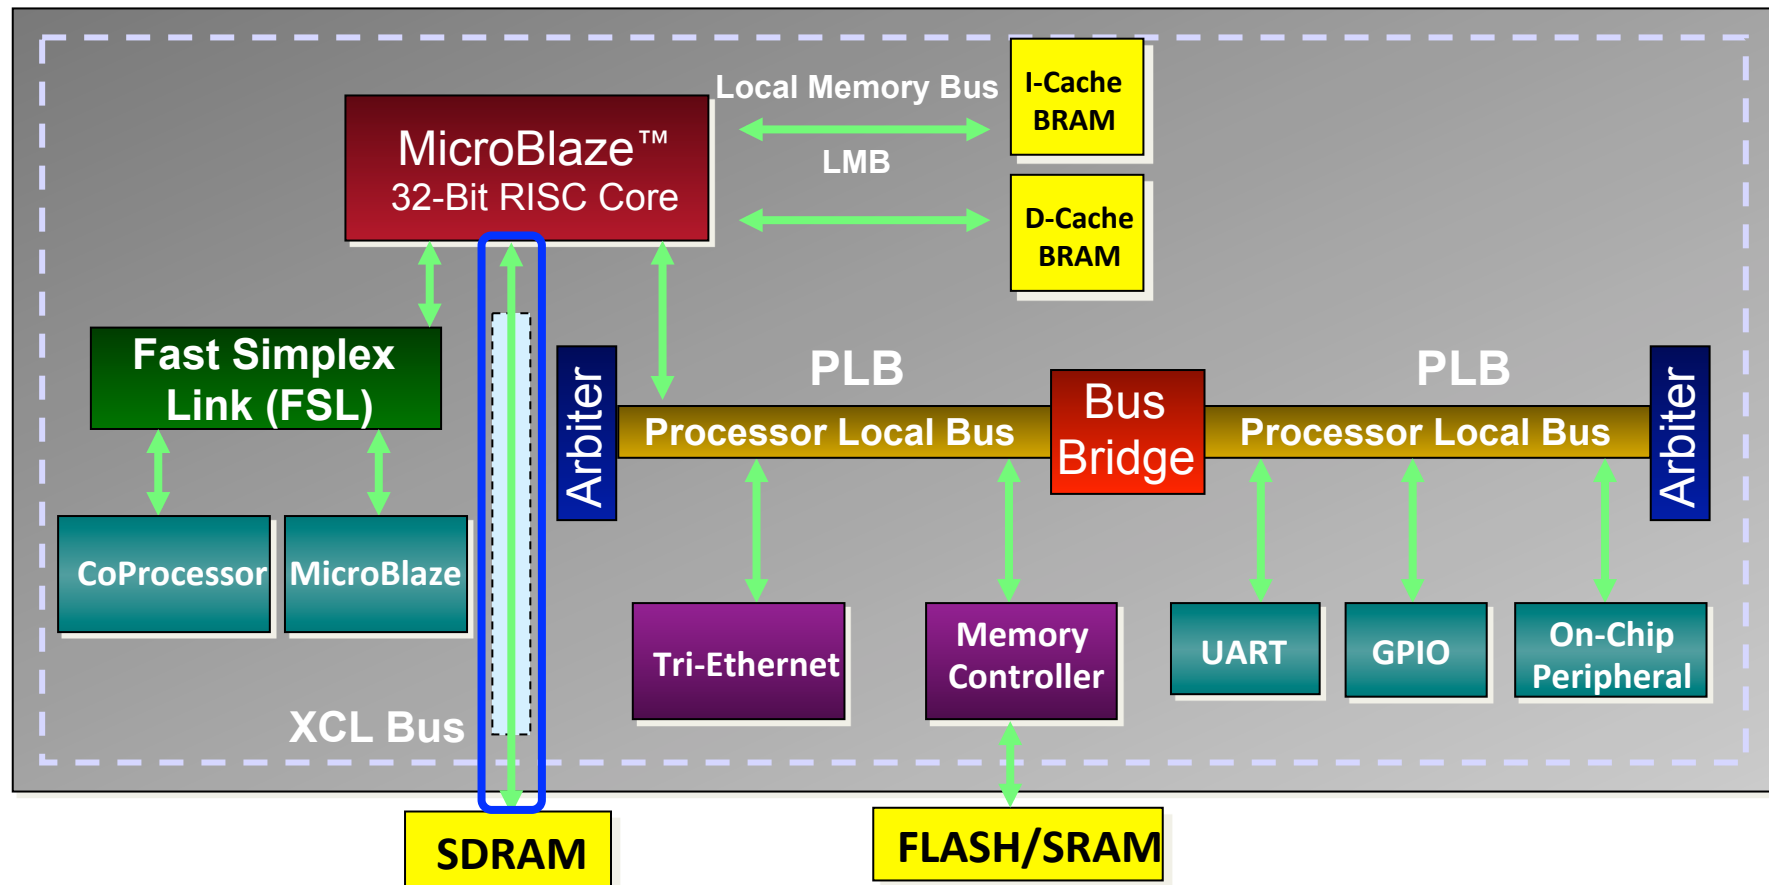 Local Memory Bus
I-Cache
BRAM
MicroBlaze™
32-Bit RISC Core
LMB
D-Cache
BRAM
Fast Simplex
Link (FSL)
Arbiter
PLB
Processor Local Bus
Bus
Bridge
PLB
Processor Local Bus
Arbiter
CoProcessor
MicroBlaze
Tri-Ethernet
Memory
Controller
UART
GPIO
On-Chip
Peripheral
XCL Bus
SDRAM
FLASH/SRAM